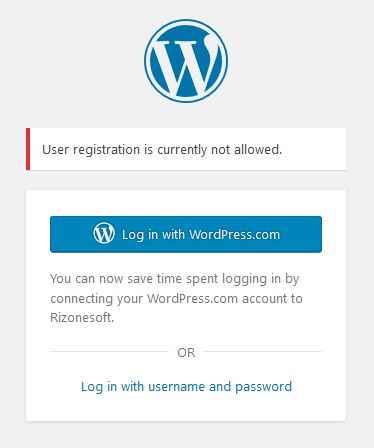 User registration is currently not allowed.
Log in with WordPress.com
You can now save time spent logging in by
connecting your WordPress.com account to
Rizonesoft.
OR
Log in with username and password